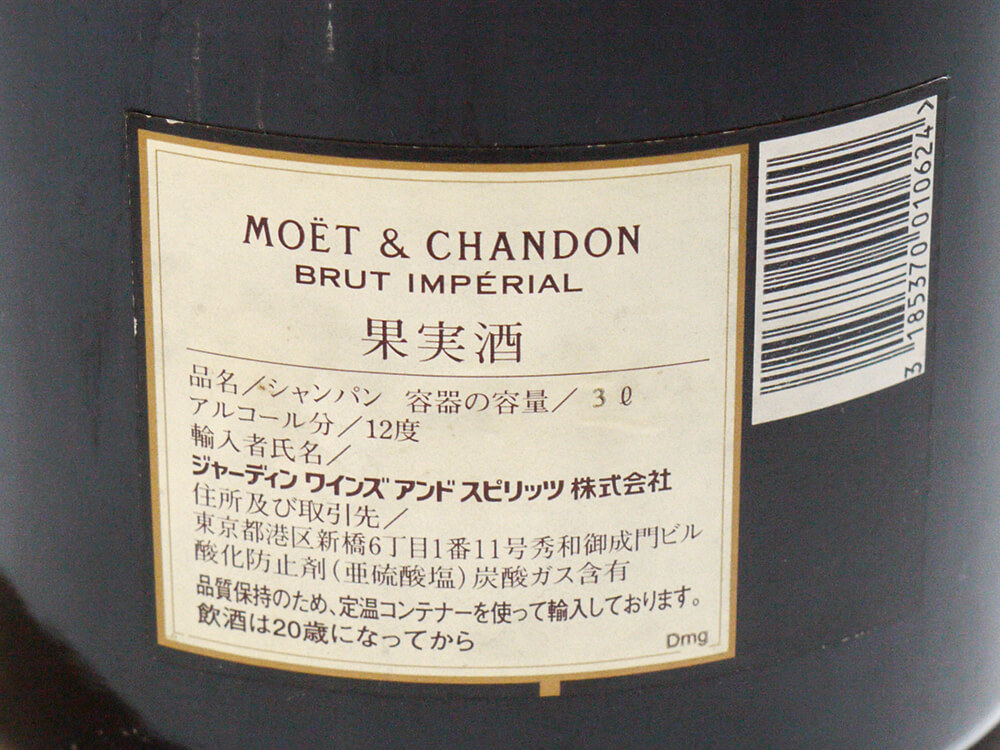 MOËT & CHANDON
BRUT IMPÉRIAL
果実酒
品名／シャンパン 容器の容量／ 3ℓ
アルコール分／12度
輸入者氏名／
ジャーディン ワインズ アンド スピリッツ 株式会社
住所及び取引先／
東京都港区新橋6丁目1番11号秀和御成門ビル
酸化防止剤(亜硫酸塩)炭酸ガス含有
品質保持のため、定温コンテナーを使って輸入しております。
飲酒は20歳になってから
Dmg
3 185370 010624 >